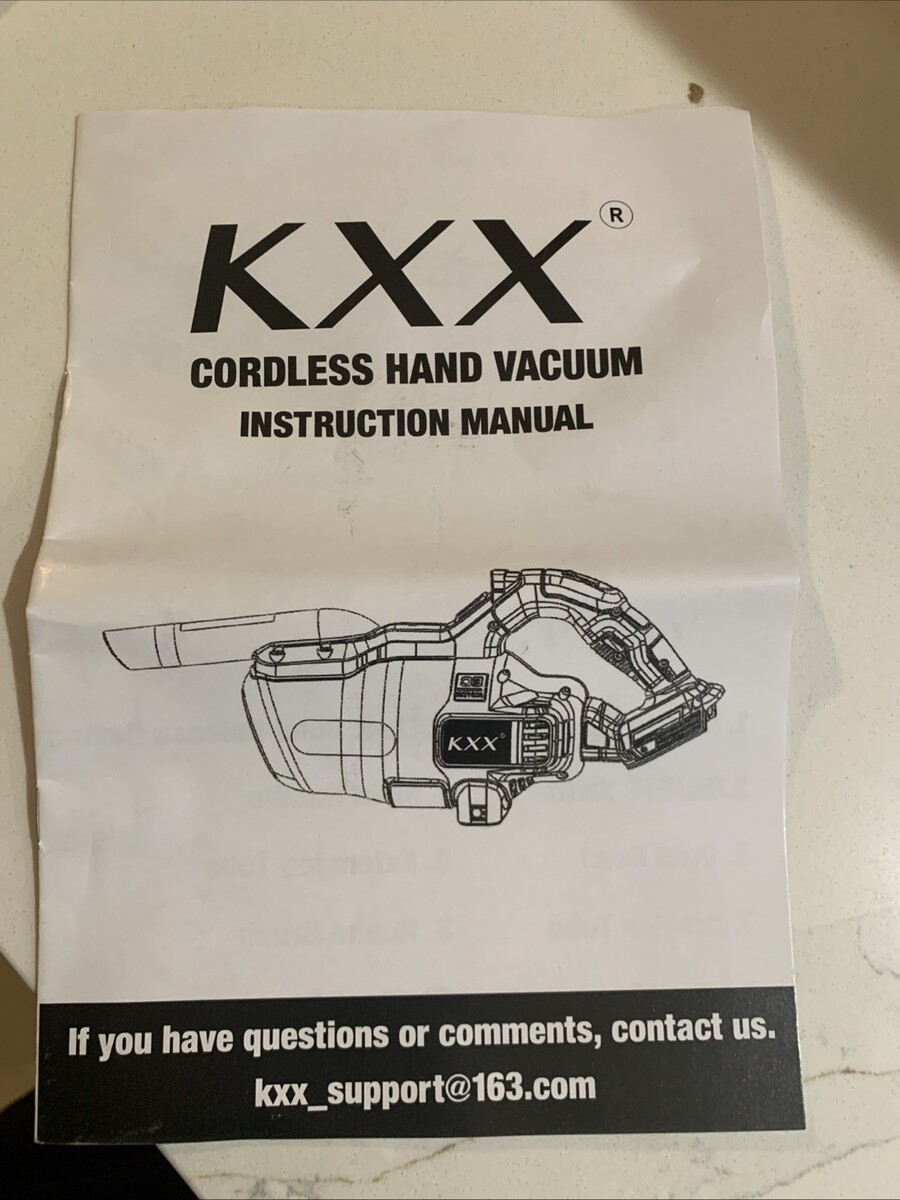 KXX®
CORDLESS HAND VACUUM
INSTRUCTION MANUAL
KXX®
If you have questions or comments, contact us.
kxx_support@163.com